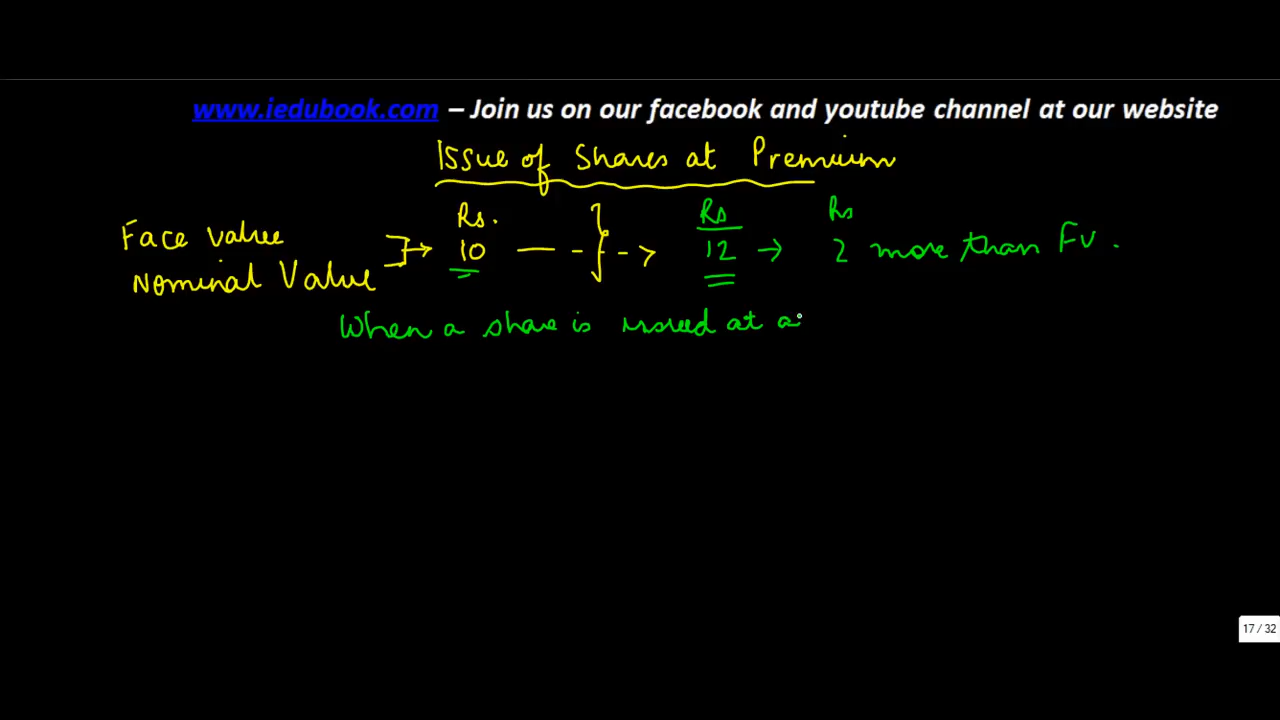 www.iedubook.com – Join us on our facebook and youtube channel at our website
Issue of Shares at Premium
Rs. Rs Rs
Face value
10 12 2 more than FV.
Nominal Value
When a share is issued at a
17 / 32